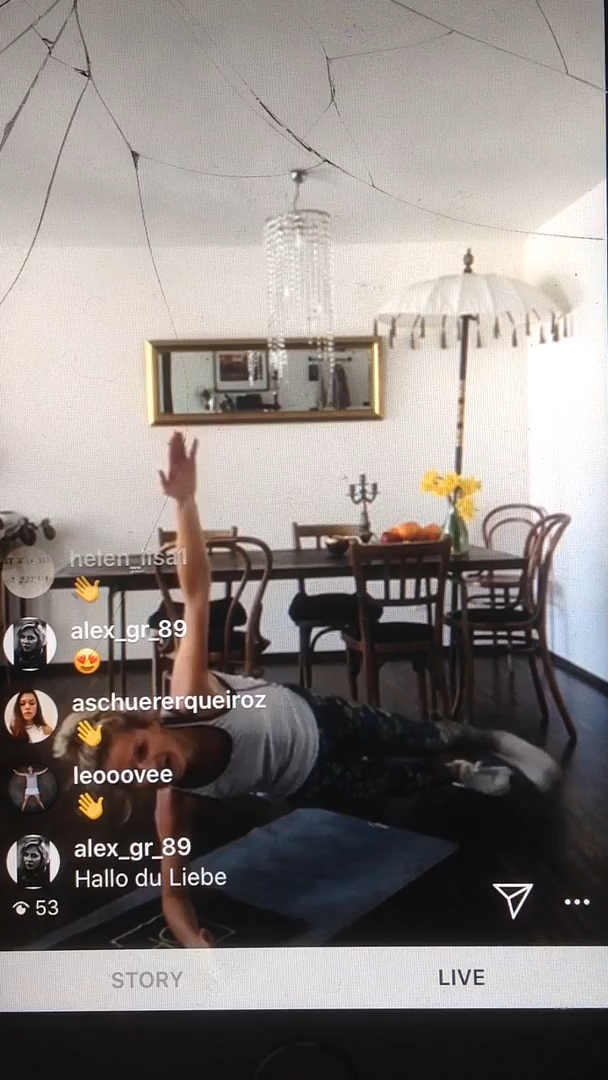 helen_lisa1
👋
alex_gr_89
😍
aschuererqueiroz
👋
leooovee
👋
alex_gr_89
Hallo du Liebe
53
STORY
LIVE